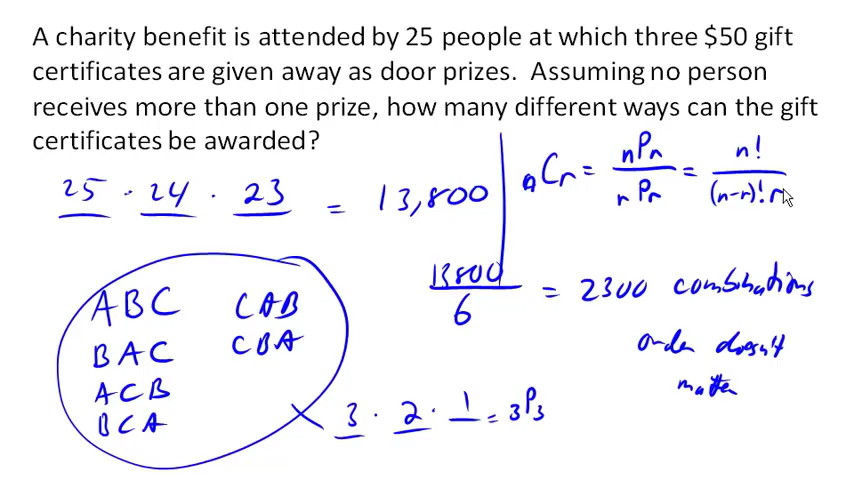 A charity benefit is attended by 25 people at which three $50 gift
certificates are given away as door prizes. Assuming no person
receives more than one prize, how many different ways can the gift
certificates be awarded?
25 · 24 · 23 = 13,800
nCr = nPr / rPr = n! / (n-r)! r
13800 / 6 = 2300 combinations
order doesn't
matter
ABC CAB
BAC CBA
ACB
BCA
3 · 2 · 1 = 3P3